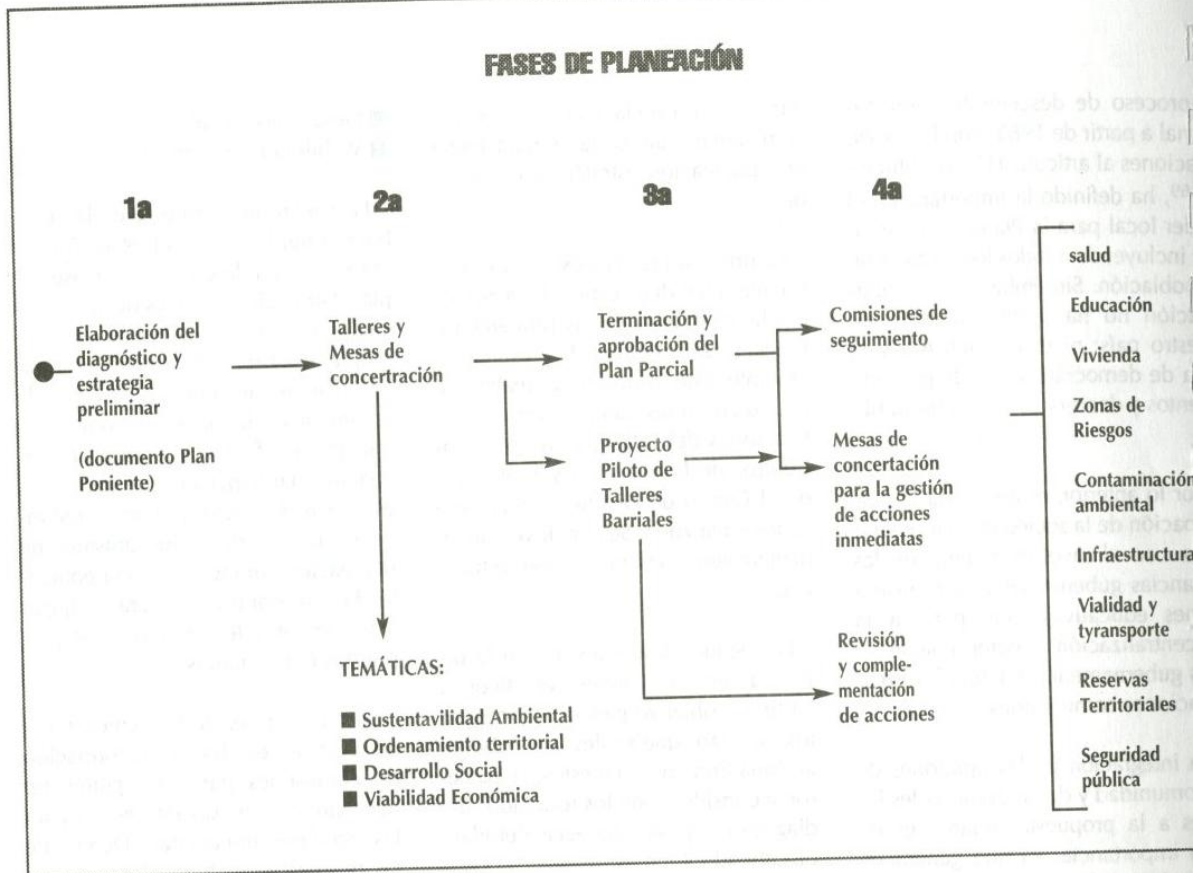 FASES DE PLANEACIÓN
1a
2a
3a
4a
Elaboración del
diagnóstico y
estrategia
preliminar
(documento Plan
Poniente)
Talleres y
Mesas de
concertración
TEMÁTICAS:
Sustentavilidad Ambiental
Ordenamiento territorial
Desarrollo Social
Viabilidad Económica
Terminación y
aprobación del
Plan Parcial
Proyecto
Piloto de
Talleres
Barriales
Comisiones de
seguimiento
Mesas de
concertación
para la gestión
de acciones
inmediatas
Revisión
y comple-
mentación
de acciones
salud
Educación
Vivienda
Zonas de
Riesgos
Contaminación
ambiental
Infraestructura
Vialidad y
tyransporte
Reservas
Territoriales
Seguridad
pública